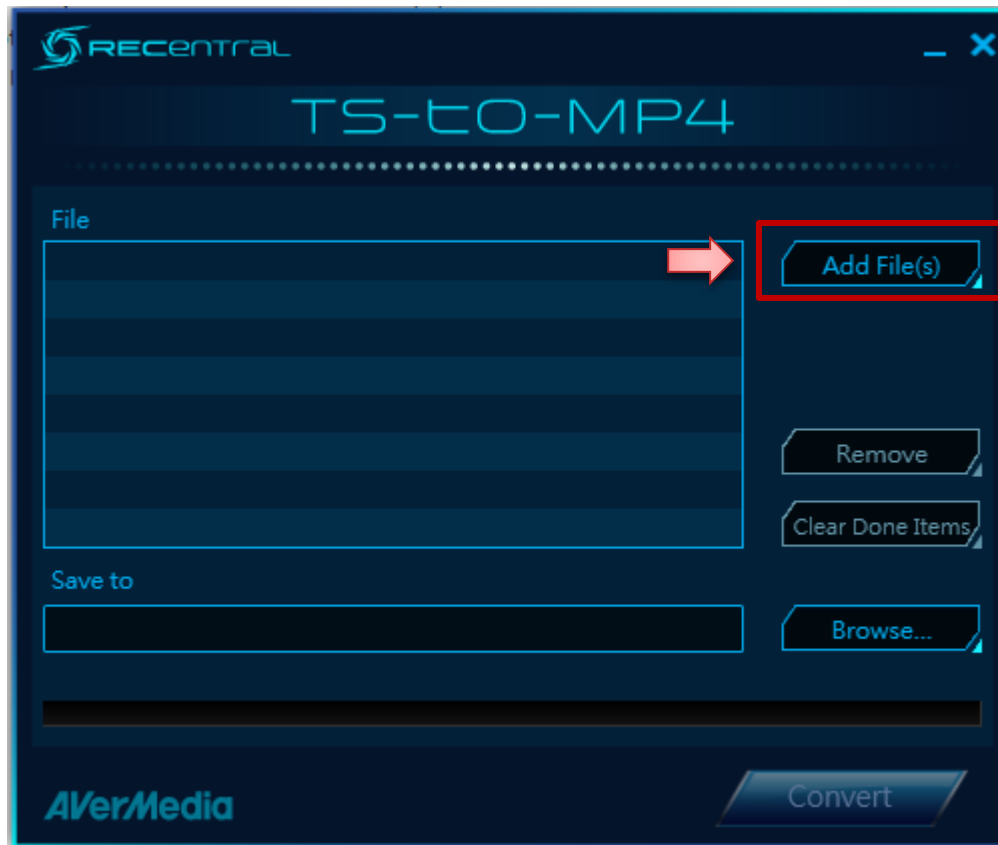 RECentral
TS-to-MP4
File
Add File(s)
Remove
Clear Done Items
Save to
Browse...
AVerMedia
Convert